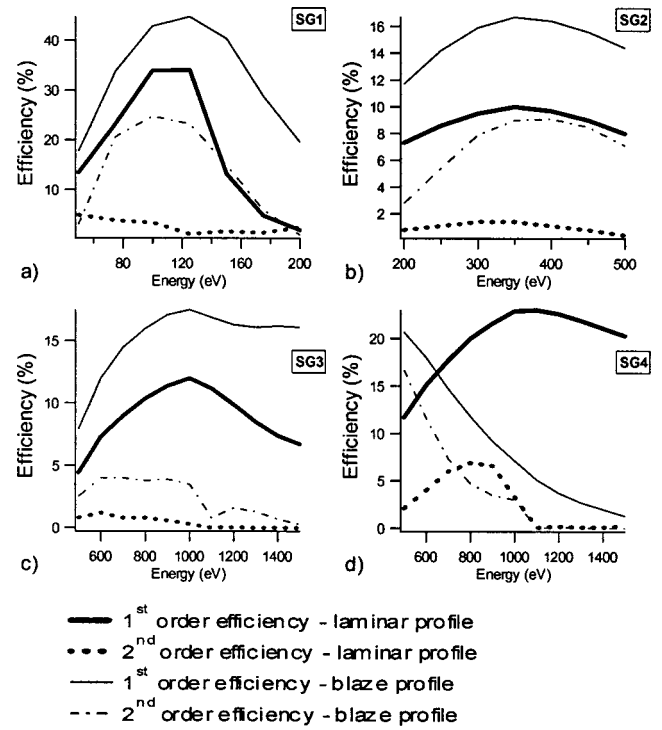 SG1
Efficiency (%)
40
30
20
10
80
120
160
200
a)
Energy (eV)
SG2
Efficiency (%)
16
14
12
10
8
6
4
2
200
300
400
500
b)
Energy (eV)
SG3
Efficiency (%)
15
10
5
0
600
800
1000
1200
1400
c)
Energy (eV)
SG4
Efficiency (%)
20
15
10
5
0
600
800
1000
1200
1400
d)
Energy (eV)
1st order efficiency - laminar profile
2nd order efficiency - laminar profile
1st order efficiency - blaze profile
2nd order efficiency - blaze profile